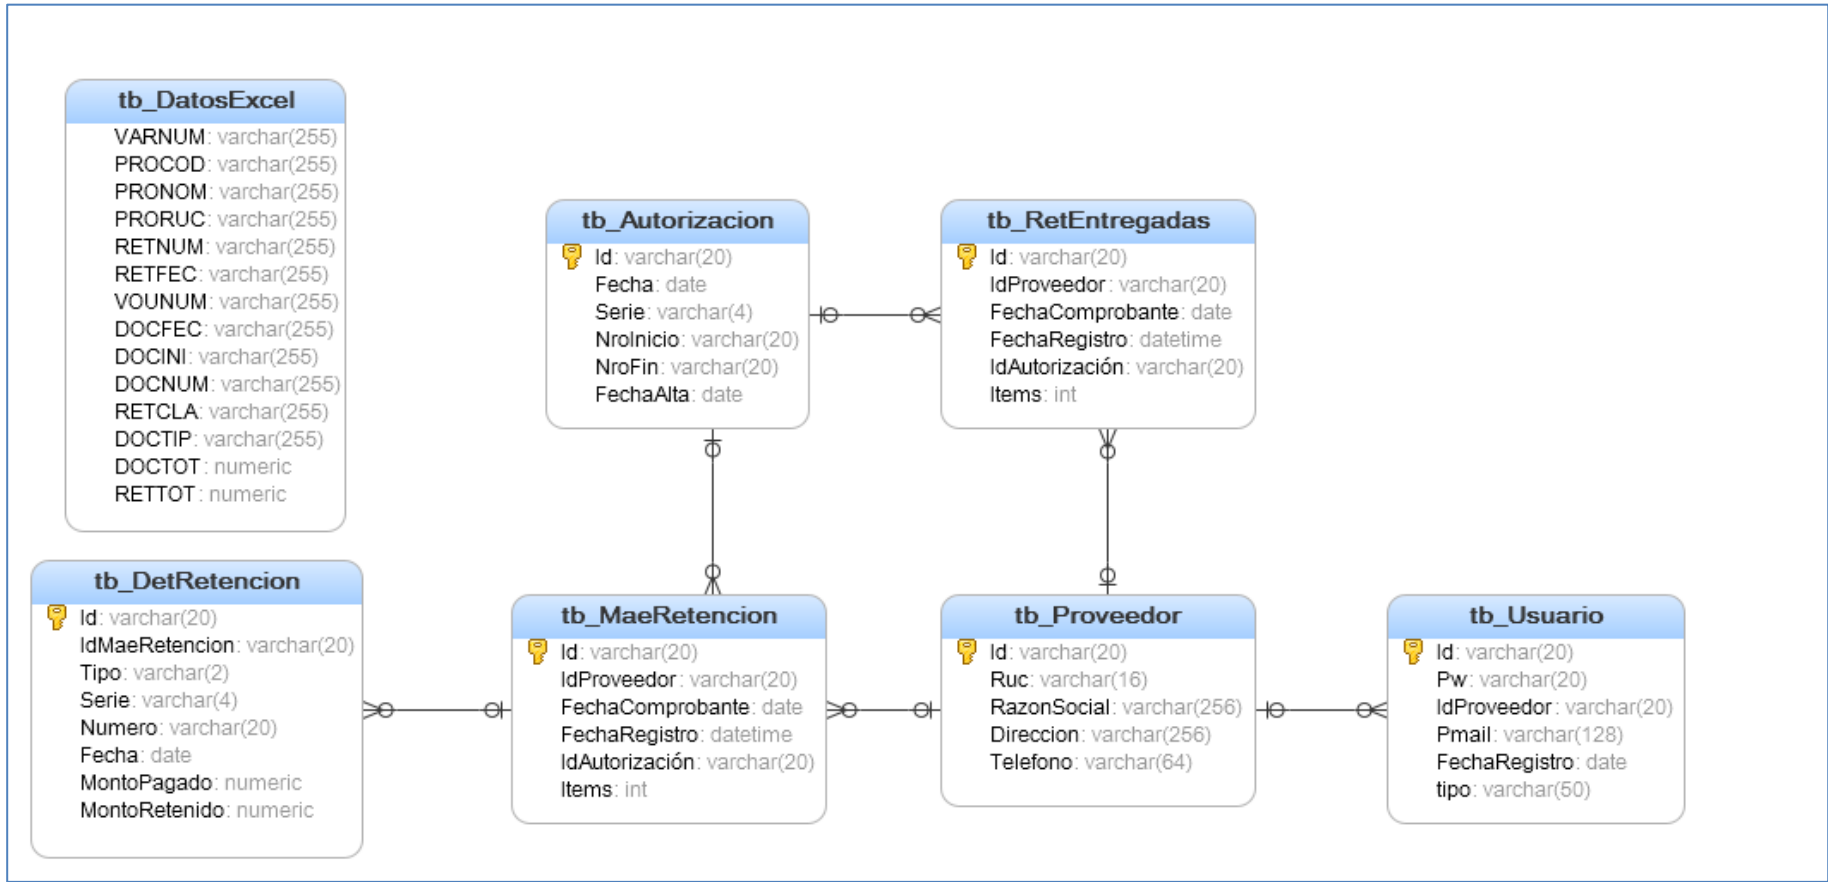 tb_DatosExcel
VARNUM: varchar(255)
PROCOD: varchar(255)
PRONOM: varchar(255)
PRORUC: varchar(255)
RETNUM: varchar(255)
RETFEC: varchar(255)
VOUNUM: varchar(255)
DOCFEC: varchar(255)
DOCINI: varchar(255)
DOCNUM: varchar(255)
RETCLA: varchar(255)
DOCTIP: varchar(255)
DOCTOT: numeric
RETTOT: numeric
tb_Autorizacion
Id: varchar(20)
Fecha: date
Serie: varchar(4)
NroInicio: varchar(20)
NroFin: varchar(20)
FechaAlta: date
tb_RetEntregadas
Id: varchar(20)
IdProveedor: varchar(20)
FechaComprobante: date
FechaRegistro: datetime
IdAutorización: varchar(20)
Items: int
tb_DetRetencion
Id: varchar(20)
IdMaeRetencion: varchar(20)
Tipo: varchar(2)
Serie: varchar(4)
Numero: varchar(20)
Fecha: date
MontoPagado: numeric
MontoRetenido: numeric
tb_MaeRetencion
Id: varchar(20)
IdProveedor: varchar(20)
FechaComprobante: date
FechaRegistro: datetime
IdAutorización: varchar(20)
Items: int
tb_Proveedor
Id: varchar(20)
Ruc: varchar(16)
RazonSocial: varchar(256)
Direccion: varchar(256)
Telefono: varchar(64)
tb_Usuario
Id: varchar(20)
Pw: varchar(20)
IdProveedor: varchar(20)
Pmail: varchar(128)
FechaRegistro: date
tipo: varchar(50)